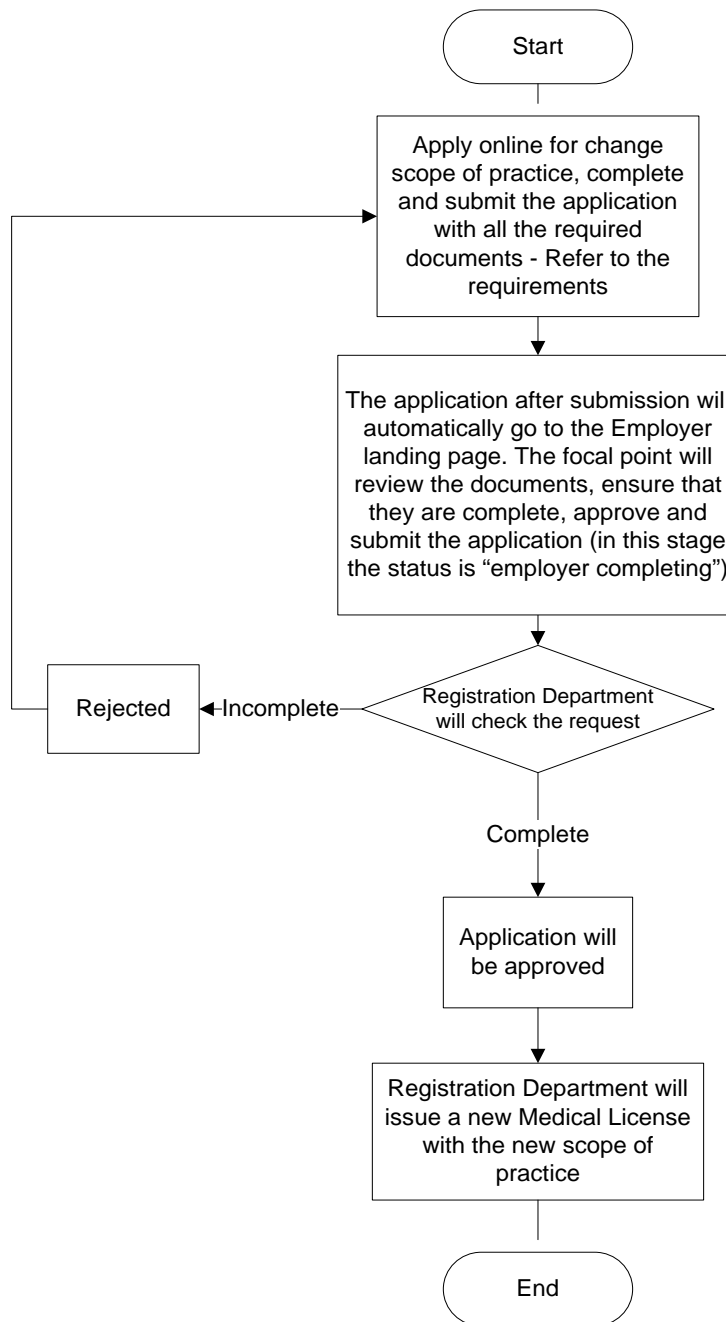 Start
Apply online for change
scope of practice, complete
and submit the application
with all the required
documents - Refer to the
requirements
The application after submission wil
automatically go to the Employer
landing page. The focal point will
review the documents, ensure that
they are complete, approve and
submit the application (in this stage
the status is “employer completing”)
Registration Department
will check the request
Incomplete
Rejected
Complete
Application will
be approved
Registration Department will
issue a new Medical License
with the new scope of
practice
End